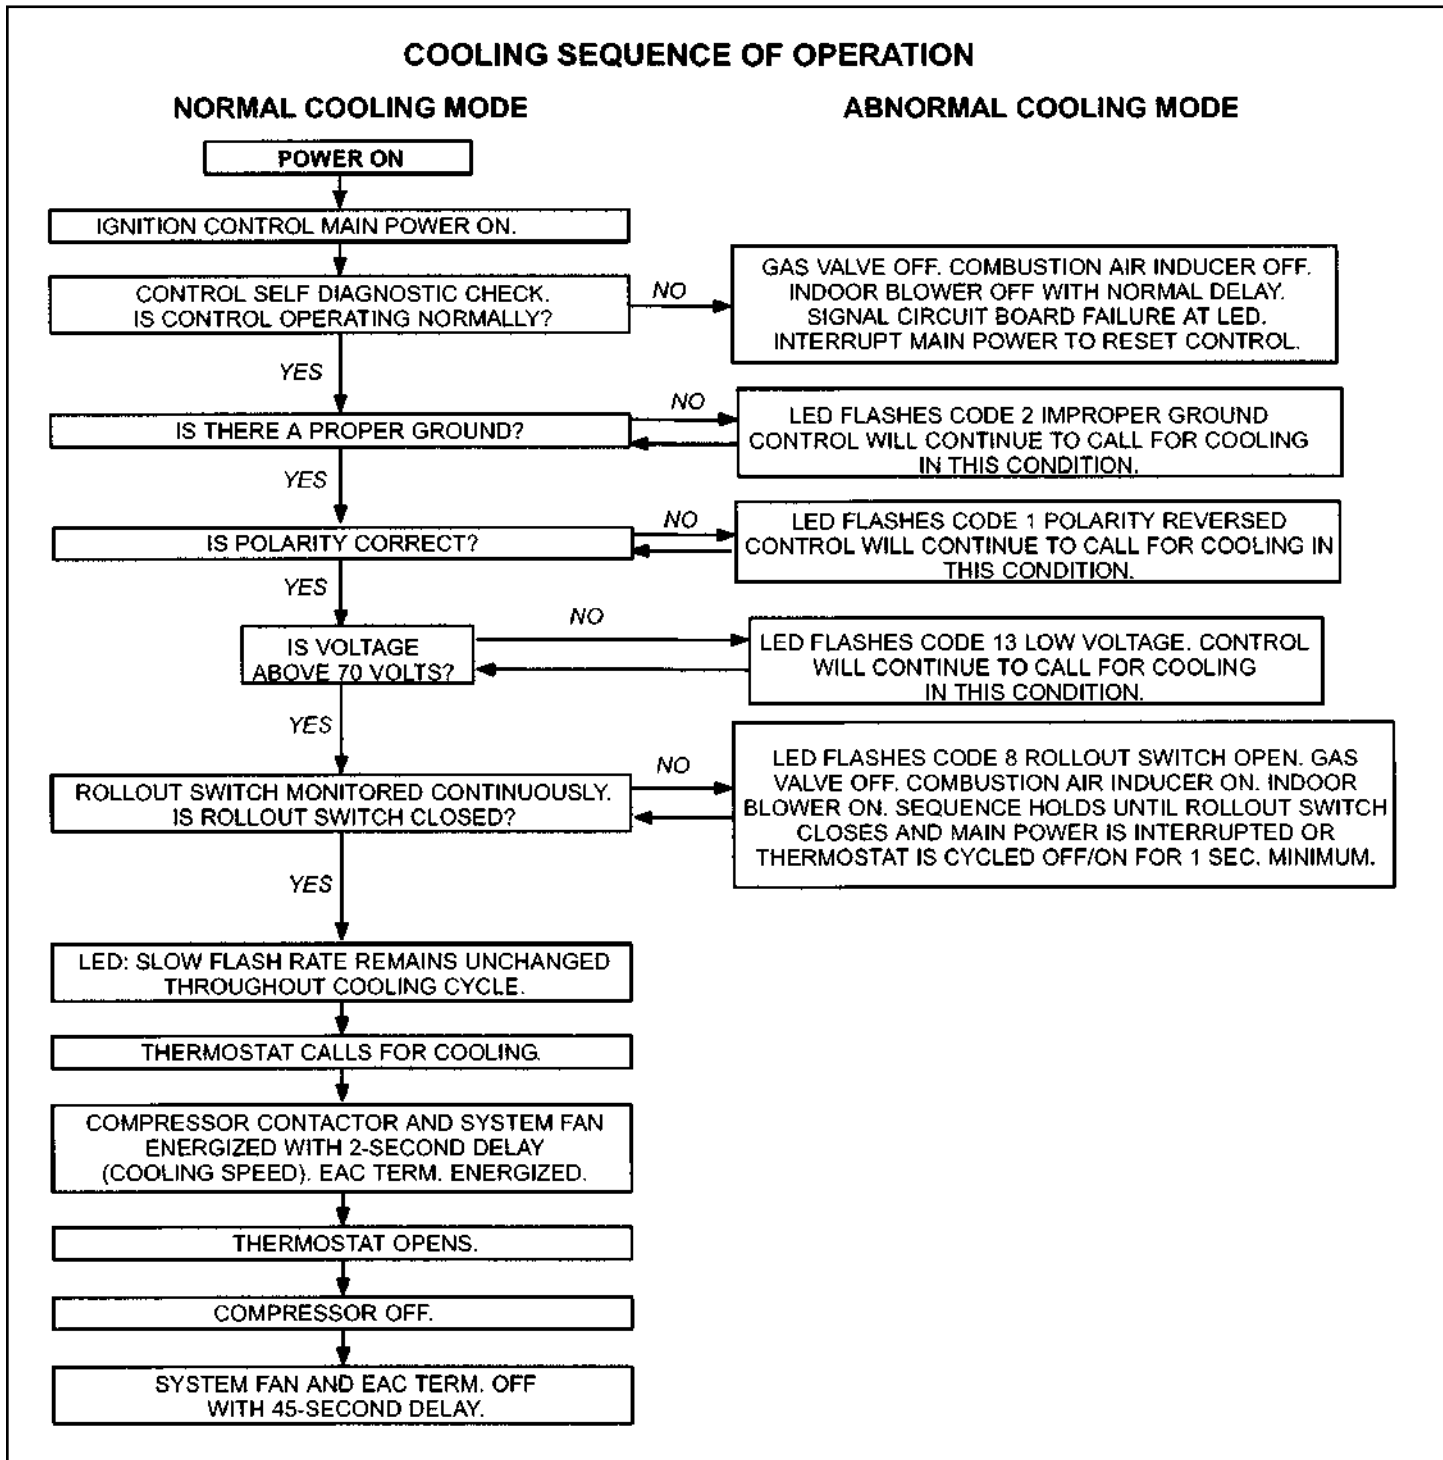 COOLING SEQUENCE OF OPERATION
NORMAL COOLING MODE
ABNORMAL COOLING MODE
POWER ON
IGNITION CONTROL MAIN POWER ON.
CONTROL SELF DIAGNOSTIC CHECK.
IS CONTROL OPERATING NORMALLY?
NO
GAS VALVE OFF. COMBUSTION AIR INDUCER OFF.
INDOOR BLOWER OFF WITH NORMAL DELAY.
SIGNAL CIRCUIT BOARD FAILURE AT LED.
INTERRUPT MAIN POWER TO RESET CONTROL.
YES
IS THERE A PROPER GROUND?
NO
LED FLASHES CODE 2 IMPROPER GROUND
CONTROL WILL CONTINUE TO CALL FOR COOLING
IN THIS CONDITION.
YES
IS POLARITY CORRECT?
NO
LED FLASHES CODE 1 POLARITY REVERSED
CONTROL WILL CONTINUE TO CALL FOR COOLING IN
THIS CONDITION.
YES
IS VOLTAGE
ABOVE 70 VOLTS?
NO
LED FLASHES CODE 13 LOW VOLTAGE. CONTROL
WILL CONTINUE TO CALL FOR COOLING
IN THIS CONDITION.
YES
ROLLOUT SWITCH MONITORED CONTINUOUSLY.
IS ROLLOUT SWITCH CLOSED?
NO
LED FLASHES CODE 8 ROLLOUT SWITCH OPEN. GAS
VALVE OFF. COMBUSTION AIR INDUCER ON. INDOOR
BLOWER ON. SEQUENCE HOLDS UNTIL ROLLOUT SWITCH
CLOSES AND MAIN POWER IS INTERRUPTED OR
THERMOSTAT IS CYCLED OFF/ON FOR 1 SEC. MINIMUM.
YES
LED: SLOW FLASH RATE REMAINS UNCHANGED
THROUGHOUT COOLING CYCLE.
THERMOSTAT CALLS FOR COOLING.
COMPRESSOR CONTACTOR AND SYSTEM FAN
ENERGIZED WITH 2-SECOND DELAY
(COOLING SPEED). EAC TERM. ENERGIZED.
THERMOSTAT OPENS.
COMPRESSOR OFF.
SYSTEM FAN AND EAC TERM. OFF
WITH 45-SECOND DELAY.